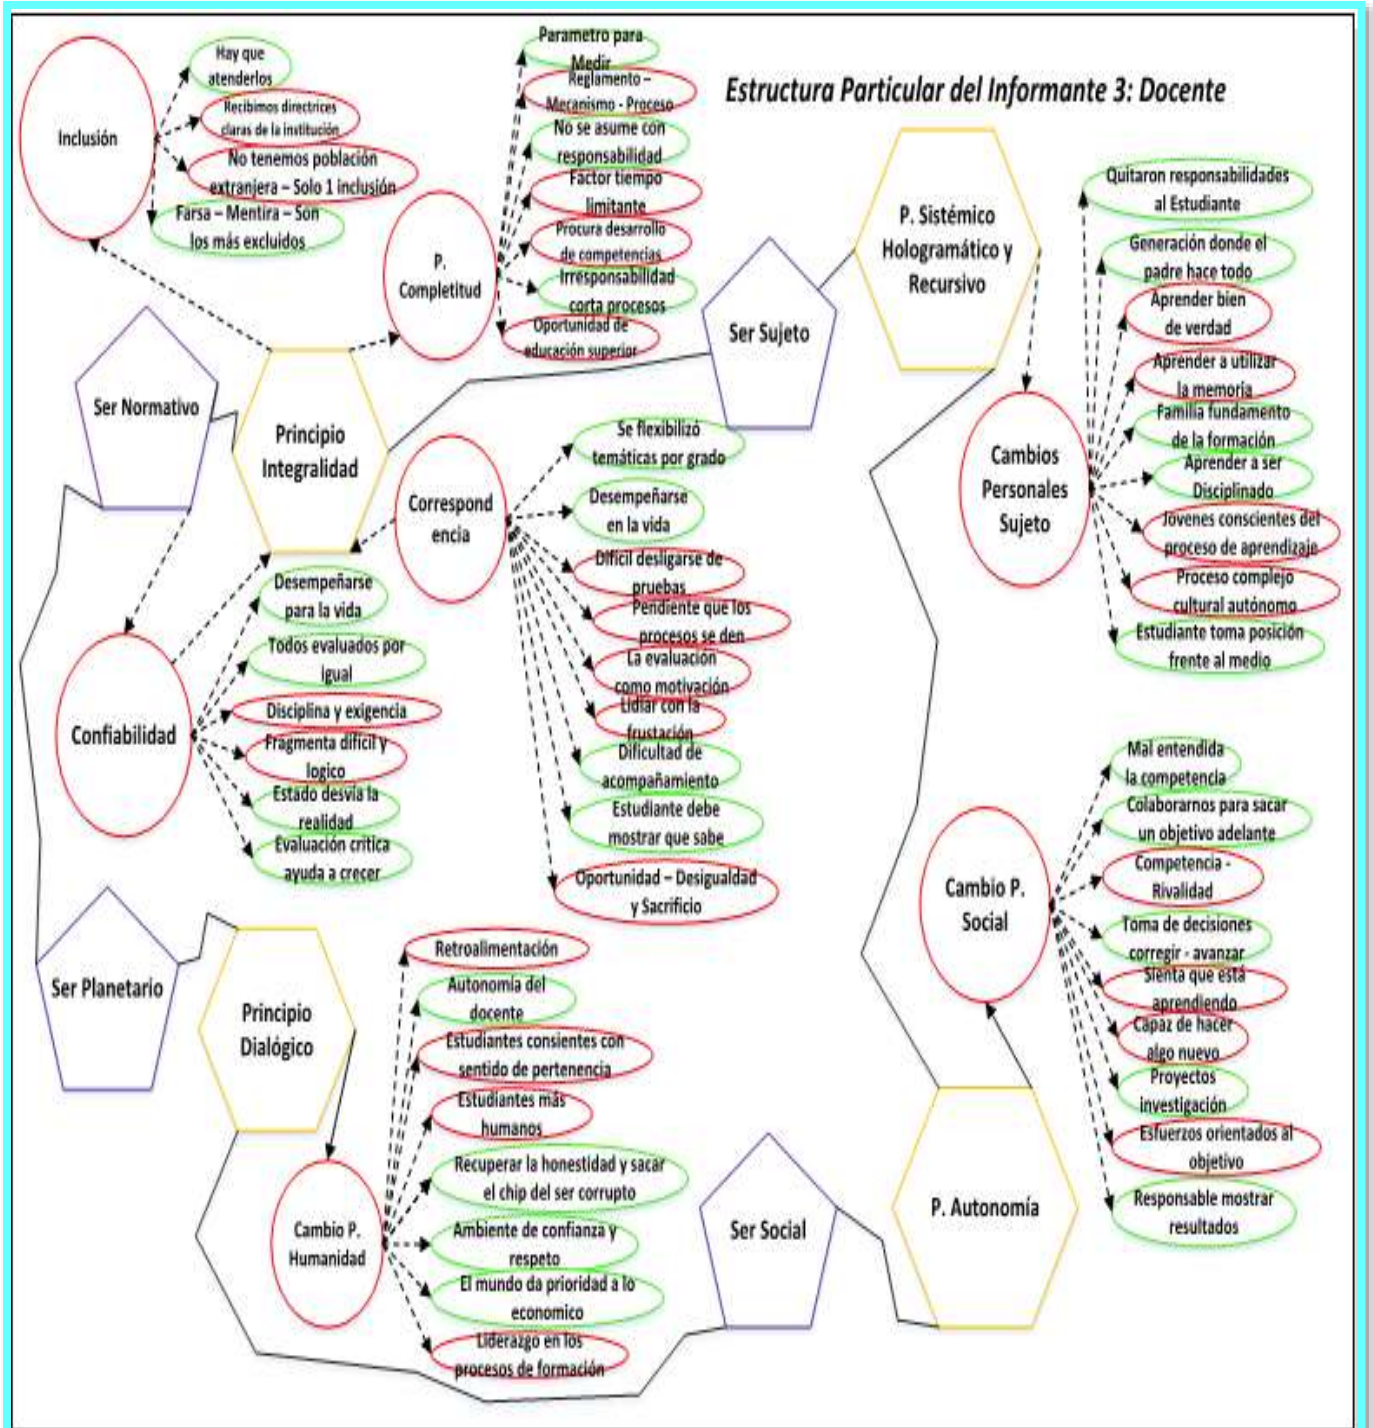 Estructura Particular del Informante 3: Docente
Inclusión
Hay que
atenderlos
Recibimos directrices
claras de la institución
No tenemos población
extranjera – Solo 1 inclusión
Farsa – Mentira – Son
los más excluidos
P.
Completitud
Parametro para
Medir
Reglamento –
Mecanismo - Proceso
No se asume con
responsabilidad
Factor tiempo
limitante
Procura desarrollo
de competencias
Irresponsabilidad
corta procesos
Oportunidad de
educación superior
Ser Normativo
Principio
Integralidad
Ser Sujeto
P. Sistémico
Hologramático y
Recursivo
Cambios
Personales
Sujeto
Quitaron responsabilidades
al Estudiante
Generación donde el
padre hace todo
Aprender bien
de verdad
Aprender a utilizar
la memoria
Familia fundamento
de la formación
Aprender a ser
Disciplinado
Jóvenes conscientes del
proceso de aprendizaje
Proceso complejo
cultural autónomo
Estudiante toma posición
frente al medio
Correspond
encia
Se flexibilizó
temáticas por grado
Desempeñarse
en la vida
Difícil desligarse de
pruebas
Pendiente que los
procesos se den
La evaluación
como motivación
Lidiar con la
frustación
Dificultad de
acompañamiento
Estudiante debe
mostrar que sabe
Oportunidad – Desigualdad
y Sacrificio
Confiabilidad
Desempeñarse
para la vida
Todos evaluados por
igual
Disciplina y exigencia
Fragmenta difícil y
logico
Estado desvia la
realidad
Evaluación crítica
ayuda a crecer
Ser Planetario
Principio
Dialógico
Cambio P.
Humanidad
Retroalimentación
Autonomía del
docente
Estudiantes consientes con
sentido de pertenencia
Estudiantes más
humanos
Recuperar la honestidad y sacar
el chip del ser corrupto
Ambiente de confianza y
respeto
El mundo da prioridad a lo
economico
Liderazgo en los
procesos de formación
Ser Social
P. Autonomía
Cambio P.
Social
Mal entendida
la competencia
Colaborarnos para sacar
un objetivo adelante
Competencia -
Rivalidad
Toma de decisiones
corregir - avanzar
Sienta que está
aprendiendo
Capaz de hacer
algo nuevo
Proyectos
investigación
Esfuerzos orientados al
objetivo
Responsable mostrar
resultados